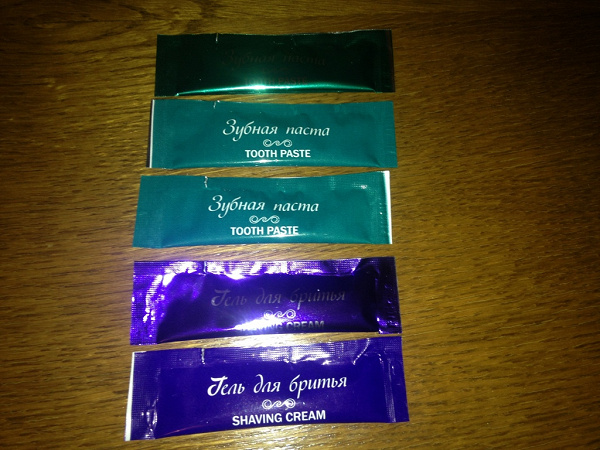 Зубная паста
Зубная паста
TOOTH PASTE
Зубная паста
TOOTH PASTE
Гель для бритья
SHAVING CREAM
Гель для бритья
SHAVING CREAM